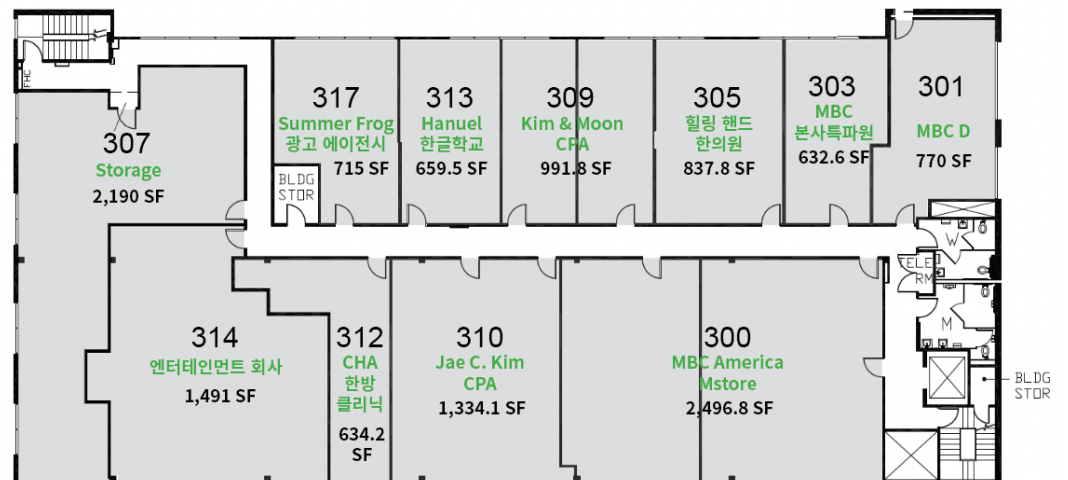 FHC
307
Storage
2,190 SF
317
Summer Frog
광고 에이전시
715 SF
BLDG
STOR
313
Hanuel
한글학교
659.5 SF
309
Kim & Moon
CPA
991.8 SF
305
힐링 핸드
한의원
837.8 SF
303
MBC
본사특파원
632.6 SF
301
MBC D
770 SF
W
TELE
RM
M
314
엔터테인먼트 회사
1,491 SF
312
CHA
한방
클리닉
634.2
SF
310
Jae C. Kim
CPA
1,334.1 SF
300
MBC America
Mstore
2,496.8 SF
BLDG
STOR